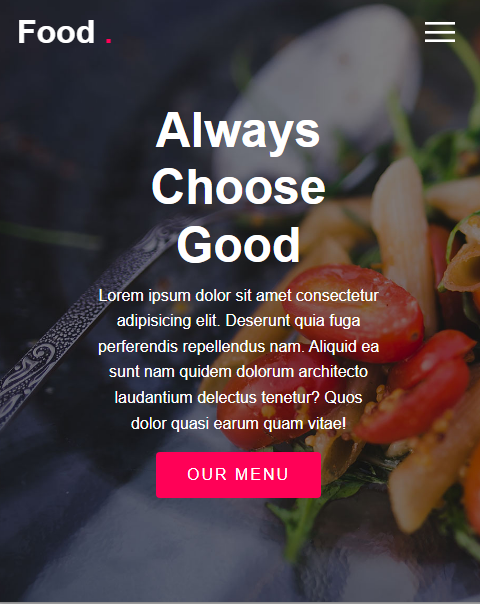 Food .
Always
Choose
Good
Lorem ipsum dolor sit amet consectetur
adipisicing elit. Deserunt quia fuga
perferendis repellendus nam. Aliquid ea
sunt nam quidem dolorum architecto
laudantium delectus tenetur? Quos
dolor quasi earum quam vitae!
OUR MENU